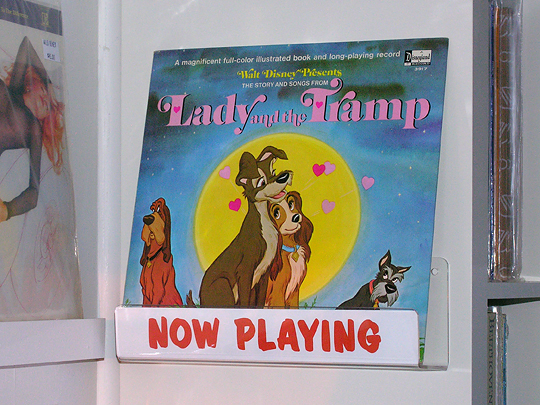 A magnificent full-color illustrated book and long-playing record
Walt Disney Presents
THE STORY AND SONGS FROM
Lady and the Tramp
NOW PLAYING